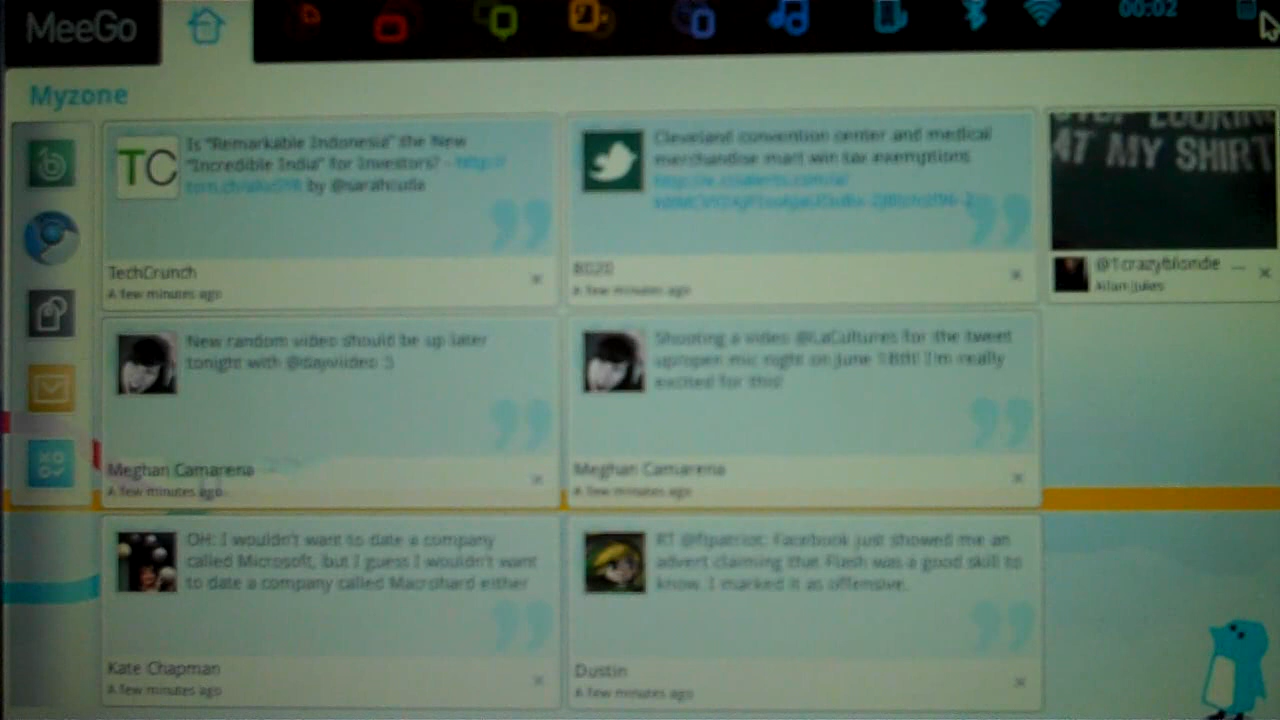 MeeGo
00:02
Myzone
Is "Remarkable Indonesia" the New
"Incredible India" for Investors? - http://
by @sarahcuda
TechCrunch
A few minutes ago
Cleveland convention center and medical
merchandise mart win tax exemptions
A few minutes ago
STOP LOOKING
AT MY SHIRT
@1crazyblonde
New random video should be up later
tonight with
Meghan Camarena
A few minutes ago
Shooting a video @LaCultures for the tweet
up/open mic night on June 18th! I'm really
excited for this!
Meghan Camarena
A few minutes ago
OH: I wouldn't want to date a company
called Microsoft, but I guess I wouldn't want
to date a company called Macrohard either
Kate Chapman
A few minutes ago
RT @ftpatriot: Facebook just showed me an
advert claiming that Flash was a good skill to
know. I marked it as offensive.
Dustin
A few minutes ago